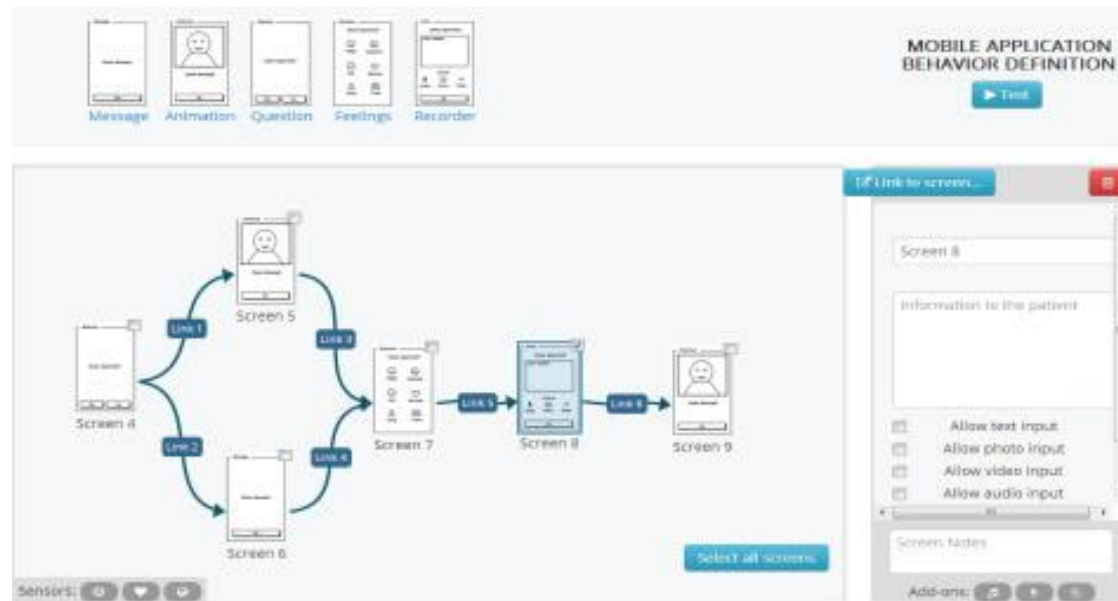 MOBILE APPLICATION
BEHAVIOR DEFINITION
Test
Message Animation Question Feelings Recorder
Link to screen...
Screen 8
Information to the patient
Screen 5
Link 1
Link 3
Screen 4
Link 2
Link 4
Screen 7
Link 5
Screen 8
Link 6
Screen 9
Screen 6
Allow text input
Allow photo input
Allow video input
Allow audio input
Select all screens
Screen Notes
Sensors:
Add-ons: